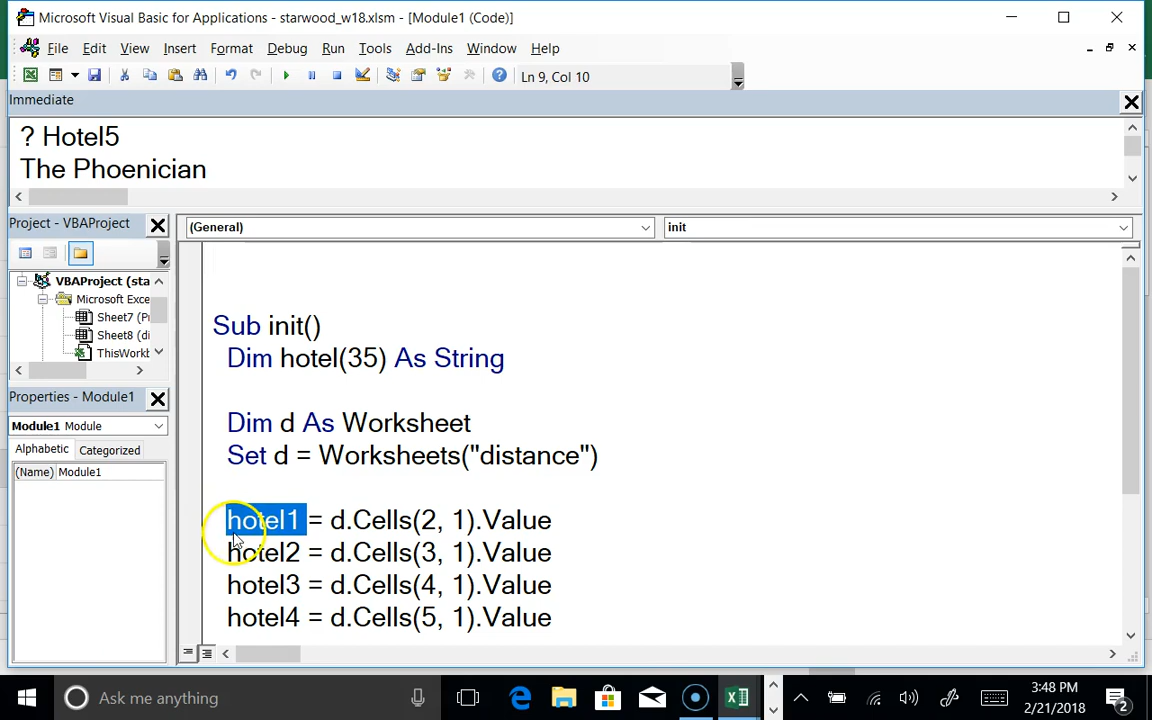 Microsoft Visual Basic for Applications - starwood_w18.xlsm - [Module1 (Code)]
File Edit View Insert Format Debug Run Tools Add-Ins Window Help
Ln 9, Col 10
Immediate
? Hotel5
The Phoenician
Project - VBAProject
(General)
init
VBAProject (sta
Microsoft Exce
Sheet7 (Pr
Sheet8 (di
ThisWorkb
Properties - Module1
Module1 Module
Alphabetic Categorized
(Name) Module1
Sub init()
Dim hotel(35) As String
Dim d As Worksheet
Set d = Worksheets("distance")
hotel1 = d.Cells(2, 1).Value
hotel2 = d.Cells(3, 1).Value
hotel3 = d.Cells(4, 1).Value
hotel4 = d.Cells(5, 1).Value
Ask me anything
3:48 PM
2/21/2018
2